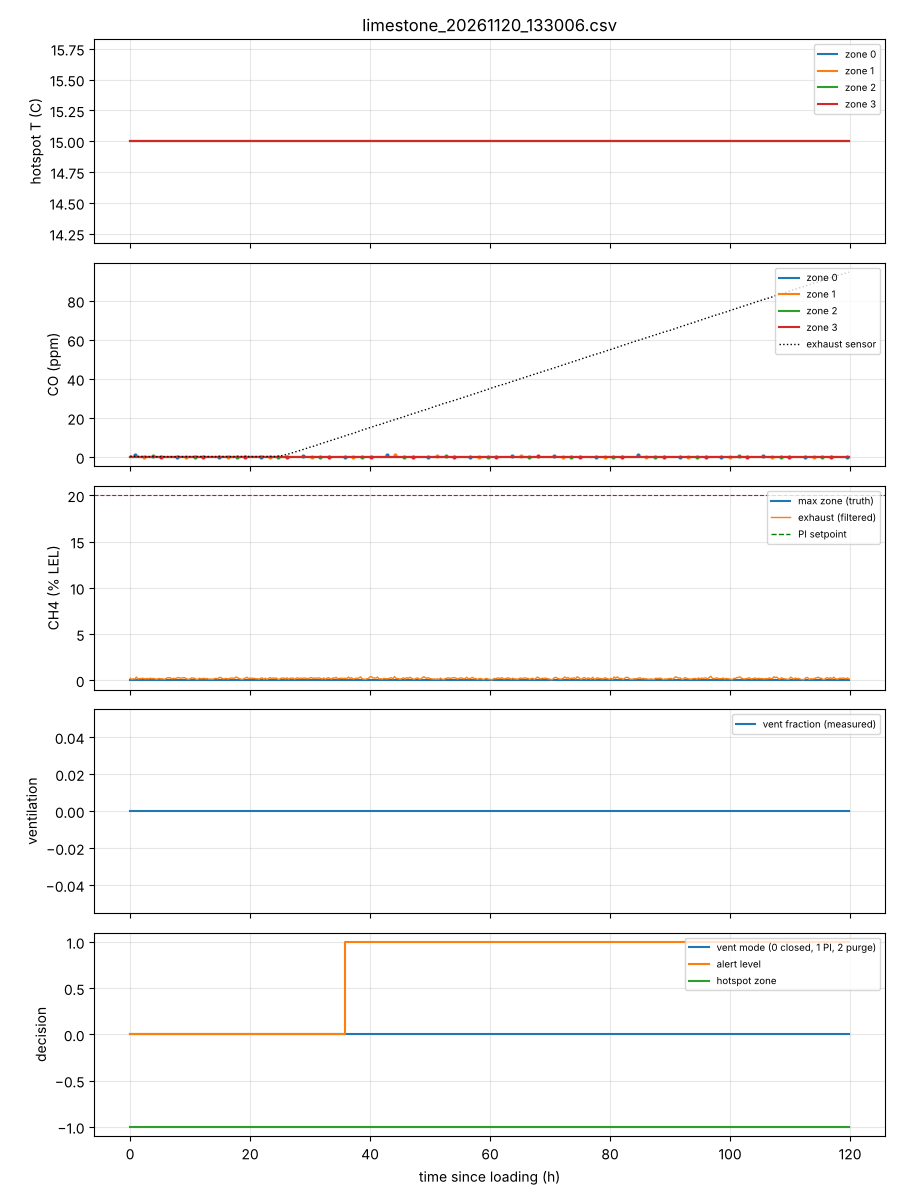 limestone_20261120_133006.csv
hotspot T (C)
15.75
15.50
15.25
15.00
14.75
14.50
14.25
zone 0
zone 1
zone 2
zone 3
CO (ppm)
80
60
40
20
0
zone 0
zone 1
zone 2
zone 3
exhaust sensor
CH4 (% LEL)
20
15
10
5
0
max zone (truth)
exhaust (filtered)
PI setpoint
ventilation
0.04
0.02
0.00
−0.02
−0.04
vent fraction (measured)
decision
1.0
0.5
0.0
−0.5
−1.0
vent mode (0 closed, 1 PI, 2 purge)
alert level
hotspot zone
0 20 40 60 80 100 120
time since loading (h)